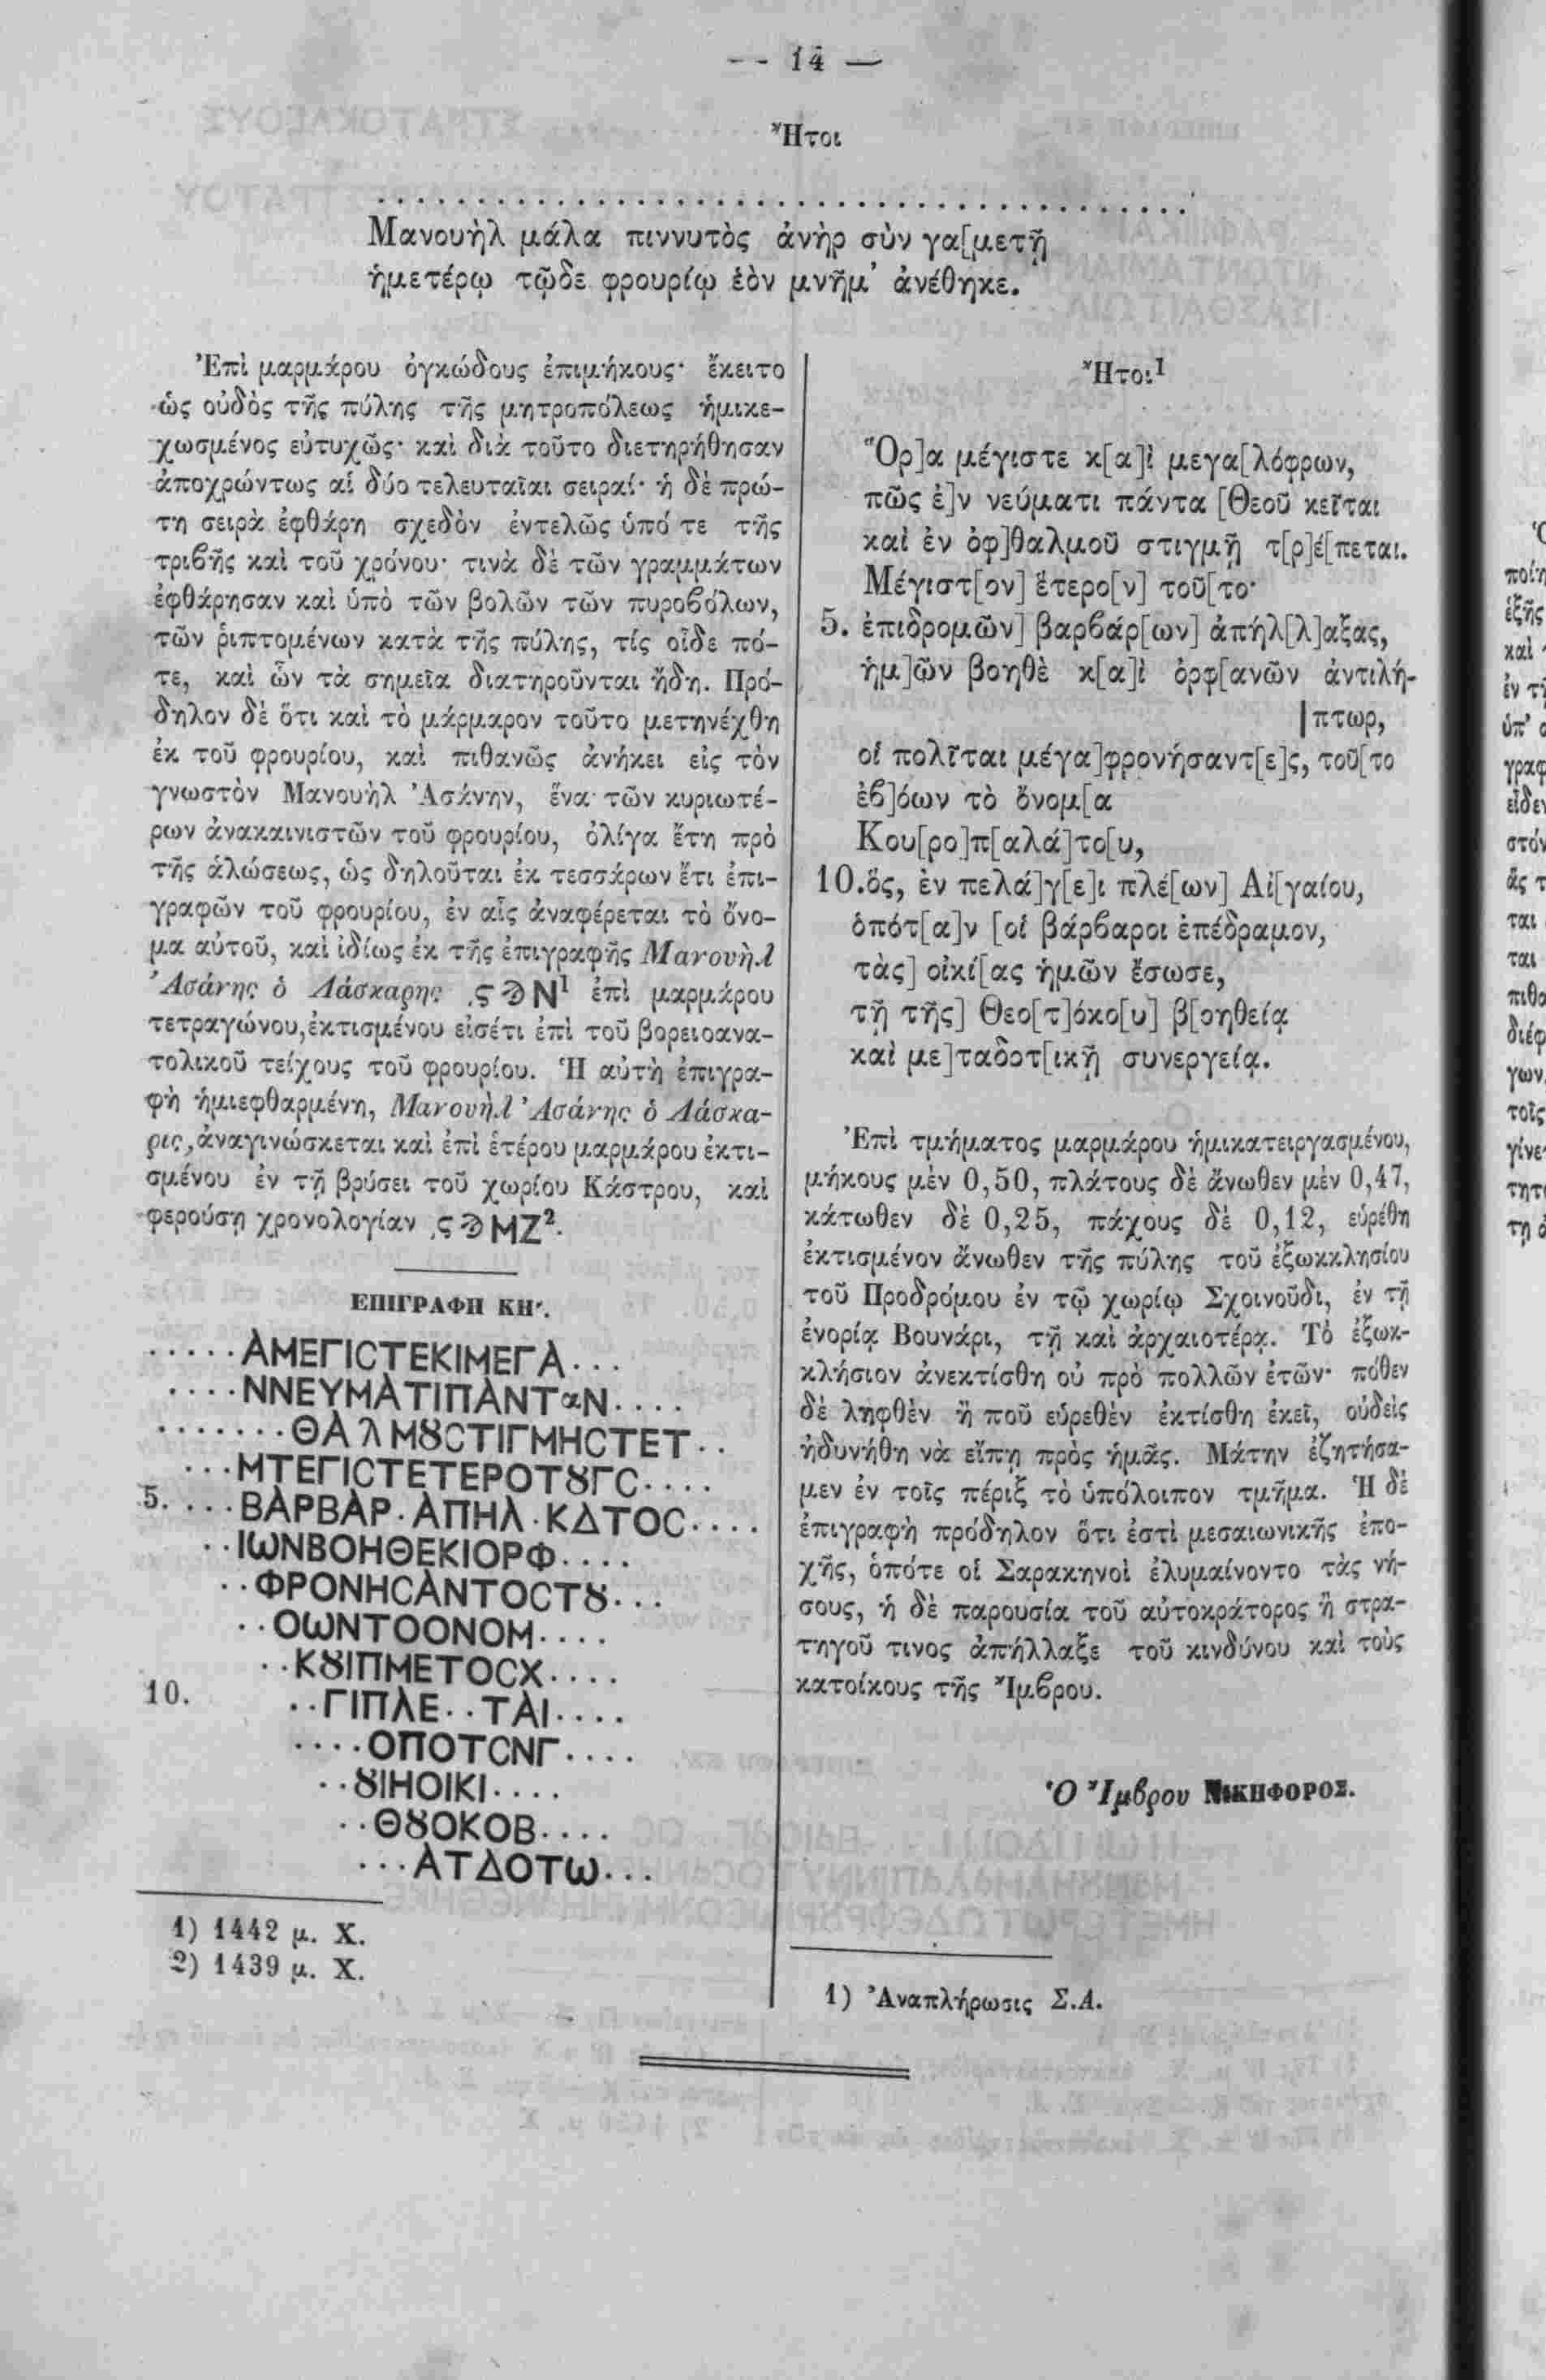 -- 14 —
Ἤτοι
. . . . . . . . . . . . . . . . . . . . . . . . . . . . . . . . . . . . . . . .
Μανουὴλ μάλα πιννυτὸς ἀνὴρ σὺν γα[μετῇ
ἡμετέρῳ τῷδε φρουρίῳ ἑὸν μνῆμ᾽ ἀνέθηκε.
Ἐπὶ μαρμάρου ὀγκώδους ἐπιμήκους· ἔκειτο
ὡς οὐδὸς τῆς πύλης τῆς μητροπόλεως ἡμικε-
χωσμένος εὐτυχῶς· καὶ διὰ τοῦτο διετηρήθησαν
ἀποχρώντως αἱ δύο τελευταῖαι σειραί· ἡ δὲ πρώ-
τη σειρὰ ἐφθάρη σχεδὸν ἐντελῶς ὑπό τε τῆς
τριβῆς καὶ τοῦ χρόνου· τινὰ δὲ τῶν γραμμάτων
ἐφθάρησαν καὶ ὑπὸ τῶν βολῶν τῶν πυροβόλων,
τῶν ῥιπτομένων κατὰ τῆς πύλης, τίς οἶδε πό-
τε, καὶ ὧν τὰ σημεῖα διατηροῦνται ἤδη. Πρό-
δηλον δὲ ὅτι καὶ τὸ μάρμαρον τοῦτο μετηνέχθη
ἐκ τοῦ φρουρίου, καὶ πιθανῶς ἀνήκει εἰς τὸν
γνωστὸν Μανουὴλ Ἀσάνην, ἕνα τῶν κυριωτέ-
ρων ἀνακαινιστῶν τοῦ φρουρίου, ὀλίγα ἔτη πρὸ
τῆς ἁλώσεως, ὡς δηλοῦται ἐκ τεσσάρων ἔτι ἐπι-
γραφῶν τοῦ φρουρίου, ἐν αἷς ἀναφέρεται τὸ ὄνο-
μα αὐτοῦ, καὶ ἰδίως ἐκ τῆς ἐπιγραφῆς Μανουὴλ
Ἀσάνης ὁ Λάσκαρης ͵ϚϠΝ¹ ἐπὶ μαρμάρου
τετραγώνου, ἐκτισμένου εἰσέτι ἐπὶ τοῦ βορειοανα-
τολικοῦ τείχους τοῦ φρουρίου. Ἡ αὐτὴ ἐπιγρα-
φὴ ἡμιεφθαρμένη, Μανουὴλ Ἀσάνης ὁ Λάσκα-
ρις, ἀναγινώσκεται καὶ ἐπὶ ἑτέρου μαρμάρου ἐκτι-
σμένου ἐν τῇ βρύσει τοῦ χωρίου Κάστρου, καὶ
φερούσῃ χρονολογίαν ͵ϚϠΜΖ².
ΕΠΙΓΡΑΦΗ ΚΗ΄.
.....ΑΜΕΓΙCΤΕΚΙΜΕΓΑ...
....ΝΝΕΥΜΑΤΙΠΑΝΤαΝ....
.......ΘΑλΜȣCΤΙΓΜΗCΤΕΤ..
...ΜΤΕΓΙCΤΕΤΕΡΟΤȣΓC....
5. ...ΒΑΡΒΑΡ.ΑΠΗΛ.ΚΔΤΟC....
..ΙωΝΒΟΗΘΕΚΙΟΡΦ....
..ΦΡΟΝΗCΑΝΤΟCΤȣ...
..ΟωΝΤΟΟΝΟΜ....
..ΚȣΙΠΜΕΤΟCΧ....
10. ..ΓΙΠΛΕ..ΤΑΙ....
....ΟΠΟΤCΝΓ....
..ȣΙΗΟΙΚΙ....
..ΘȣΟΚΟΒ....
...ΑΤΔΟΤω...
1) 1442 μ. Χ.
2) 1439 μ. Χ.
Ἤτοι¹
Ὅρ]α μέγιστε κ[α]ὶ μεγα[λόφρων,
πῶς ἐ]ν νεύματι πάντα [Θεοῦ κεῖται
καὶ ἐν ὀφ]θαλμοῦ στιγμῇ τ[ρ]έ[πεται.
Μέγιστ[ον] ἕτερο[ν] τοῦ[το·
5. ἐπιδρομῶν] βαρβάρ[ων] ἀπήλ[λ]αξας,
ἡμ]ῶν βοηθὲ κ[α]ὶ ὀρφ[ανῶν ἀντιλή-
|πτωρ,
οἱ πολῖται μέγα]φρονήσαντ[ε]ς, τοῦ[το
ἐβ]όων τὸ ὄνομ[α
Κου[ρο]π[αλά]το[υ,
10. ὃς, ἐν πελά]γ[ε]ι πλέ[ων] Αἰ[γαίου,
ὁπότ[α]ν [οἱ βάρβαροι ἐπέδραμον,
τὰς] οἰκί[ας ἡμῶν ἔσωσε,
τῇ τῆς] Θεο[τ]όκο[υ] β[οηθείᾳ
καὶ με]ταδοτ[ικῇ συνεργείᾳ.
Ἐπὶ τμήματος μαρμάρου ἡμικατειργασμένου,
μήκους μὲν 0,50, πλάτους δὲ ἄνωθεν μὲν 0,47,
κάτωθεν δὲ 0,25, πάχους δὲ 0,12, εὑρέθη
ἐκτισμένον ἄνωθεν τῆς πύλης τοῦ ἐξωκκλησίου
τοῦ Προδρόμου ἐν τῷ χωρίῳ Σχοινοῦδι, ἐν τῇ
ἐνορίᾳ Βουνάρι, τῇ καὶ ἀρχαιοτέρᾳ. Τὸ ἐξωκ-
κλήσιον ἀνεκτίσθη οὐ πρὸ πολλῶν ἐτῶν· πόθεν
δὲ ληφθὲν ἢ ποῦ εὑρεθὲν ἐκτίσθη ἐκεῖ, οὐδεὶς
ἠδυνήθη νὰ εἴπῃ πρὸς ἡμᾶς. Μάτην ἐζητήσα-
μεν ἐν τοῖς πέριξ τὸ ὑπόλοιπον τμῆμα. Ἡ δὲ
ἐπιγραφὴ πρόδηλον ὅτι ἐστὶ μεσαιωνικῆς ἐπο-
χῆς, ὁπότε οἱ Σαρακηνοὶ ἐλυμαίνοντο τὰς νή-
σους, ἡ δὲ παρουσία τοῦ αὐτοκράτορος ἢ στρα-
τηγοῦ τινος ἀπήλλαξε τοῦ κινδύνου καὶ τοὺς
κατοίκους τῆς Ἴμβρου.
Ὁ Ἴμβρου ΝΙΚΗΦΟΡΟΣ.
1) Ἀναπλήρωσις Σ.Α.